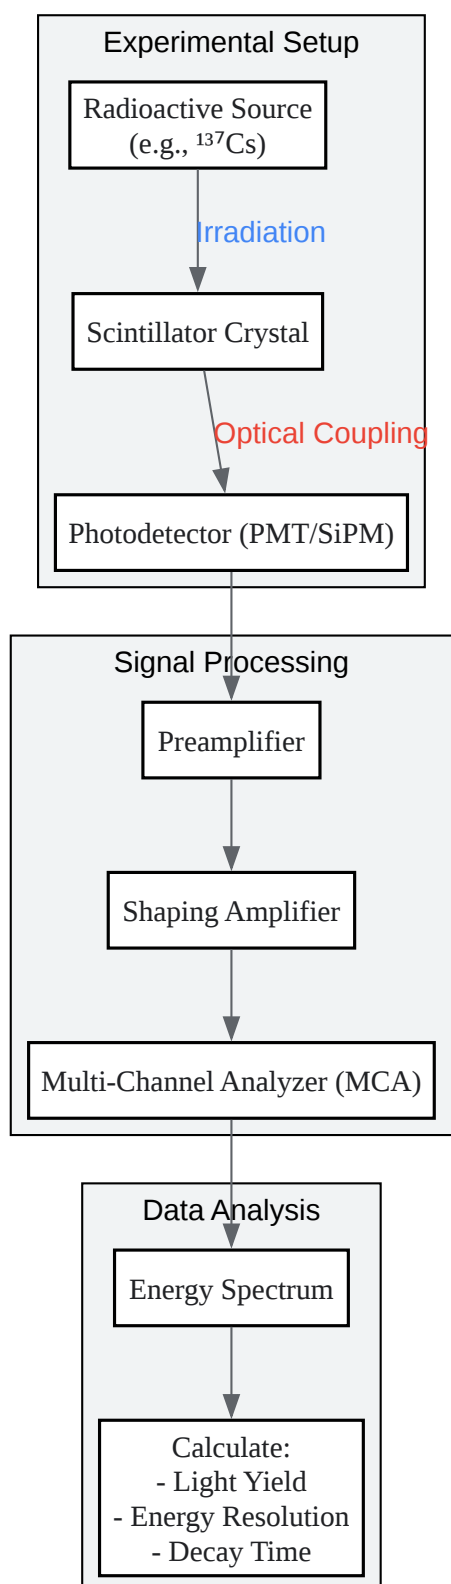 Experimental Setup
Radioactive Source
(e.g., ¹³⁷Cs)
Irradiation
Scintillator Crystal
Optical Coupling
Photodetector (PMT/SiPM)
Signal Processing
Preamplifier
Shaping Amplifier
Multi-Channel Analyzer (MCA)
Data Analysis
Energy Spectrum
Calculate:
- Light Yield
- Energy Resolution
- Decay Time